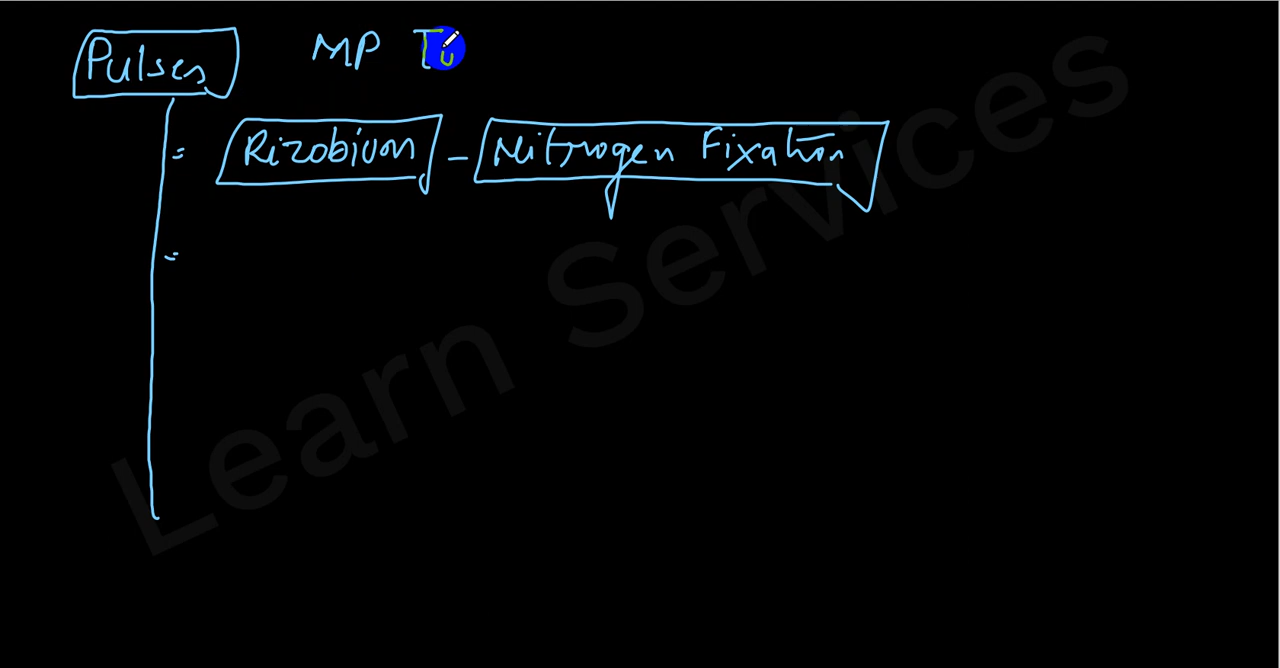 Pulses MP
Rizobium - Nitrogen Fixation
Learn Services